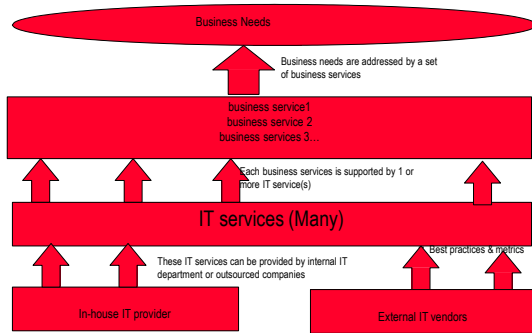 Business Needs
Business needs are addressed by a set
of business services
business service1
business service 2
business services 3...
Each business services is supported by 1 or
more IT service(s)
IT services (Many)
Best practices & metrics
These IT services can be provided by internal IT
department or outsourced companies
In-house IT provider
External IT vendors